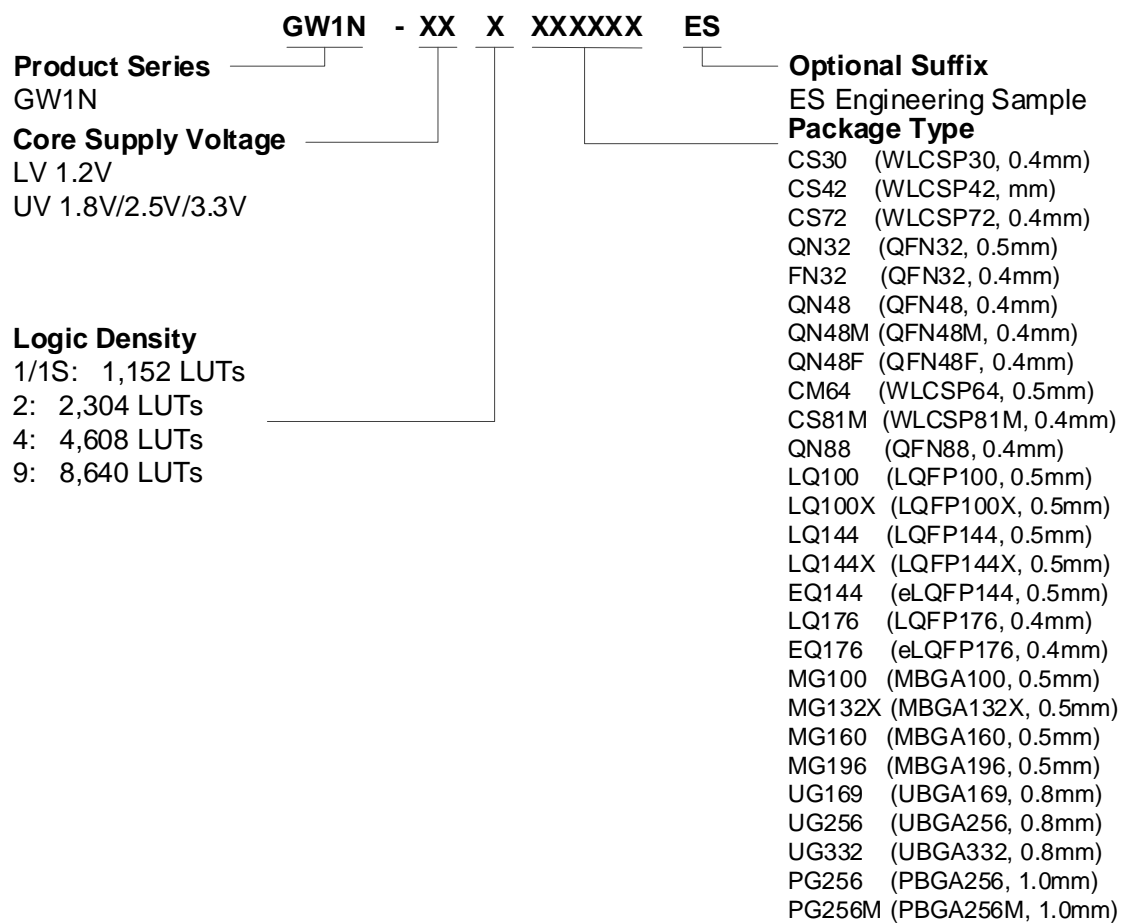 GW1N - XX X XXXXXX ES
Product Series
GW1N
Core Supply Voltage
LV 1.2V
UV 1.8V/2.5V/3.3V
Logic Density
1/1S: 1,152 LUTs
2: 2,304 LUTs
4: 4,608 LUTs
9: 8,640 LUTs
Optional Suffix
ES Engineering Sample
Package Type
CS30 (WLCSP30, 0.4mm)
CS42 (WLCSP42, mm)
CS72 (WLCSP72, 0.4mm)
QN32 (QFN32, 0.5mm)
FN32 (QFN32, 0.4mm)
QN48 (QFN48, 0.4mm)
QN48M (QFN48M, 0.4mm)
QN48F (QFN48F, 0.4mm)
CM64 (WLCSP64, 0.5mm)
CS81M (WLCSP81M, 0.4mm)
QN88 (QFN88, 0.4mm)
LQ100 (LQFP100, 0.5mm)
LQ100X (LQFP100X, 0.5mm)
LQ144 (LQFP144, 0.5mm)
LQ144X (LQFP144X, 0.5mm)
EQ144 (eLQFP144, 0.5mm)
LQ176 (LQFP176, 0.4mm)
EQ176 (eLQFP176, 0.4mm)
MG100 (MBGA100, 0.5mm)
MG132X (MBGA132X, 0.5mm)
MG160 (MBGA160, 0.5mm)
MG196 (MBGA196, 0.5mm)
UG169 (UBGA169, 0.8mm)
UG256 (UBGA256, 0.8mm)
UG332 (UBGA332, 0.8mm)
PG256 (PBGA256, 1.0mm)
PG256M (PBGA256M, 1.0mm)